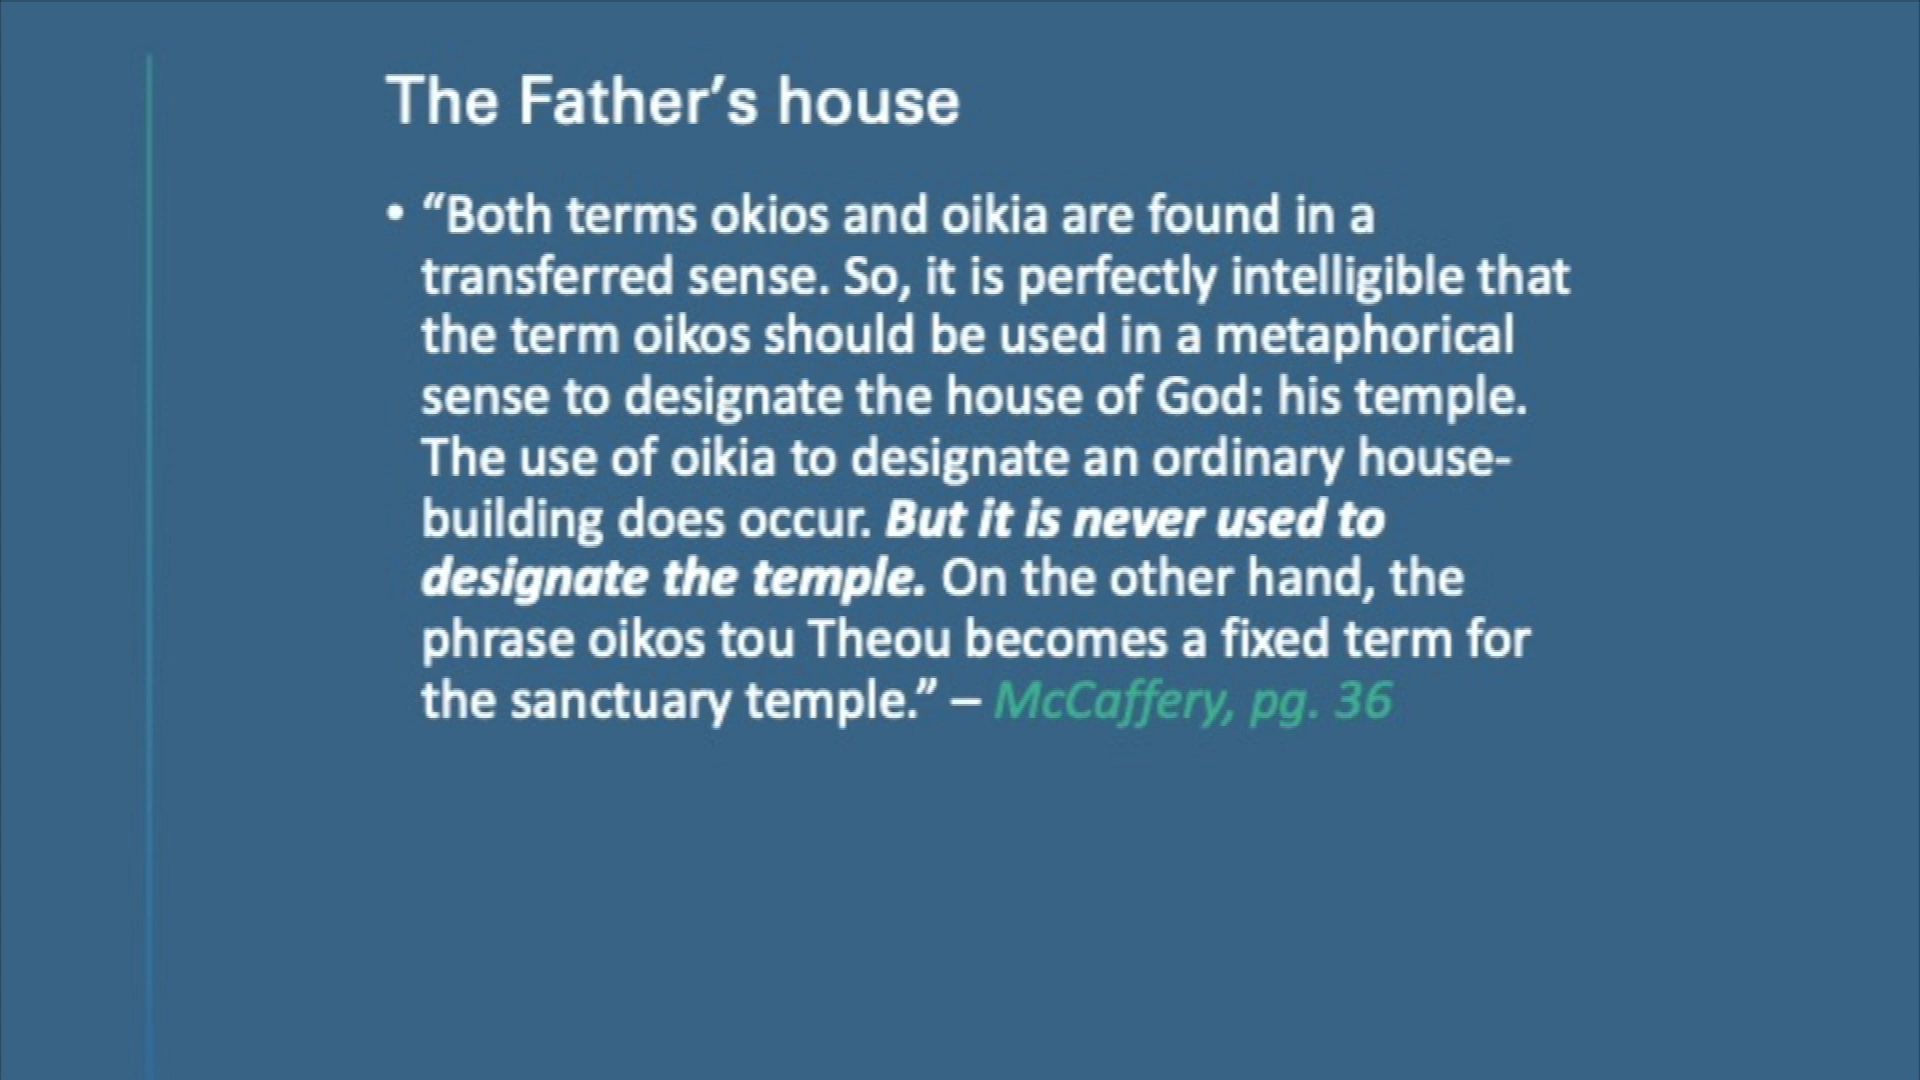 The Father’s house
• “Both terms okios and oikia are found in a
transferred sense. So, it is perfectly intelligible that
the term oikos should be used in a metaphorical
sense to designate the house of God: his temple.
The use of oikia to designate an ordinary house-
building does occur. But it is never used to
designate the temple. On the other hand, the
phrase oikos tou Theou becomes a fixed term for
the sanctuary temple.” – McCaffery, pg. 36